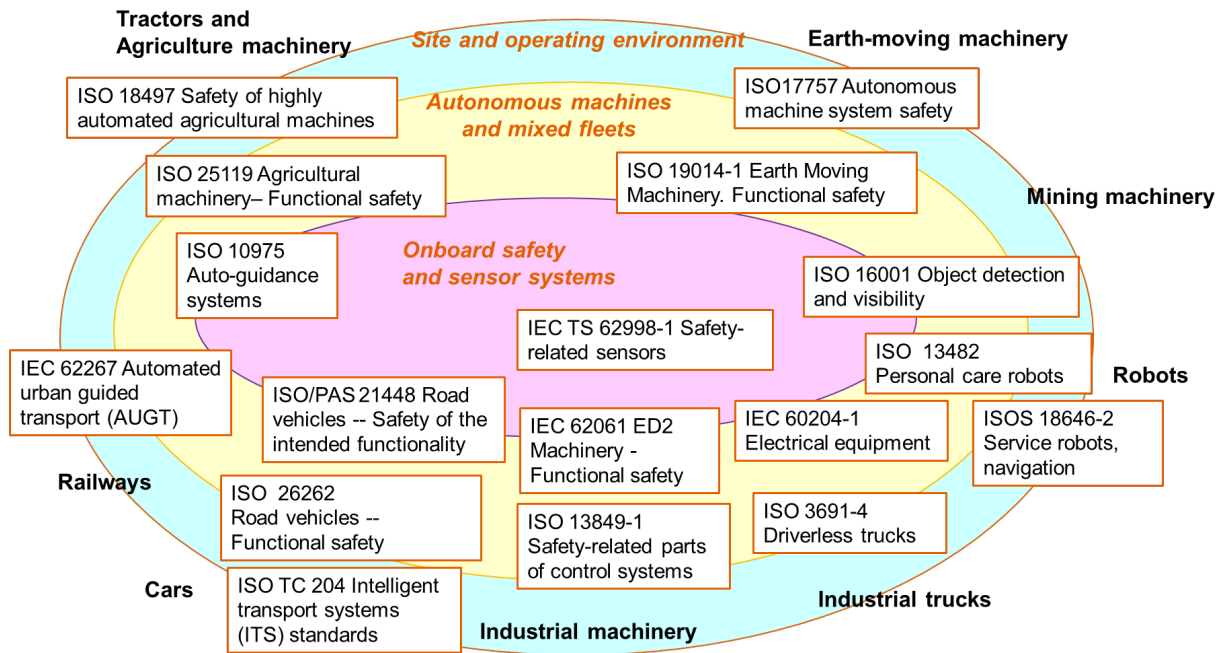 Tractors and
Agriculture machinery
Site and operating environment
Earth-moving machinery
ISO 18497 Safety of highly
automated agricultural machines
Autonomous machines
and mixed fleets
ISO17757 Autonomous
machine system safety
ISO 25119 Agricultural
machinery– Functional safety
ISO 19014-1 Earth Moving
Machinery. Functional safety
Mining machinery
ISO 10975
Auto-guidance
systems
Onboard safety
and sensor systems
ISO 16001 Object detection
and visibility
IEC TS 62998-1 Safety-
related sensors
ISO 13482
Personal care robots
Robots
IEC 62267 Automated
urban guided
transport (AUGT)
ISO/PAS 21448 Road
vehicles -- Safety of the
intended functionality
IEC 62061 ED2
Machinery -
Functional safety
IEC 60204-1
Electrical equipment
ISOS 18646-2
Service robots,
navigation
Railways
ISO 26262
Road vehicles --
Functional safety
ISO 13849-1
Safety-related parts
of control systems
ISO 3691-4
Driverless trucks
Cars
ISO TC 204 Intelligent
transport systems
(ITS) standards
Industrial machinery
Industrial trucks